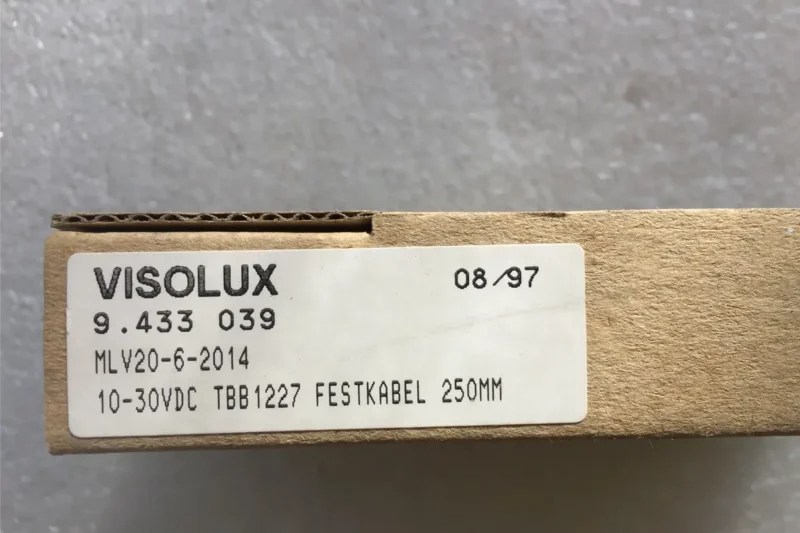 VISOLUX 08/97
9.433 039
MLV20-6-2014
10-30VDC TBB1227 FESTKABEL 250MM